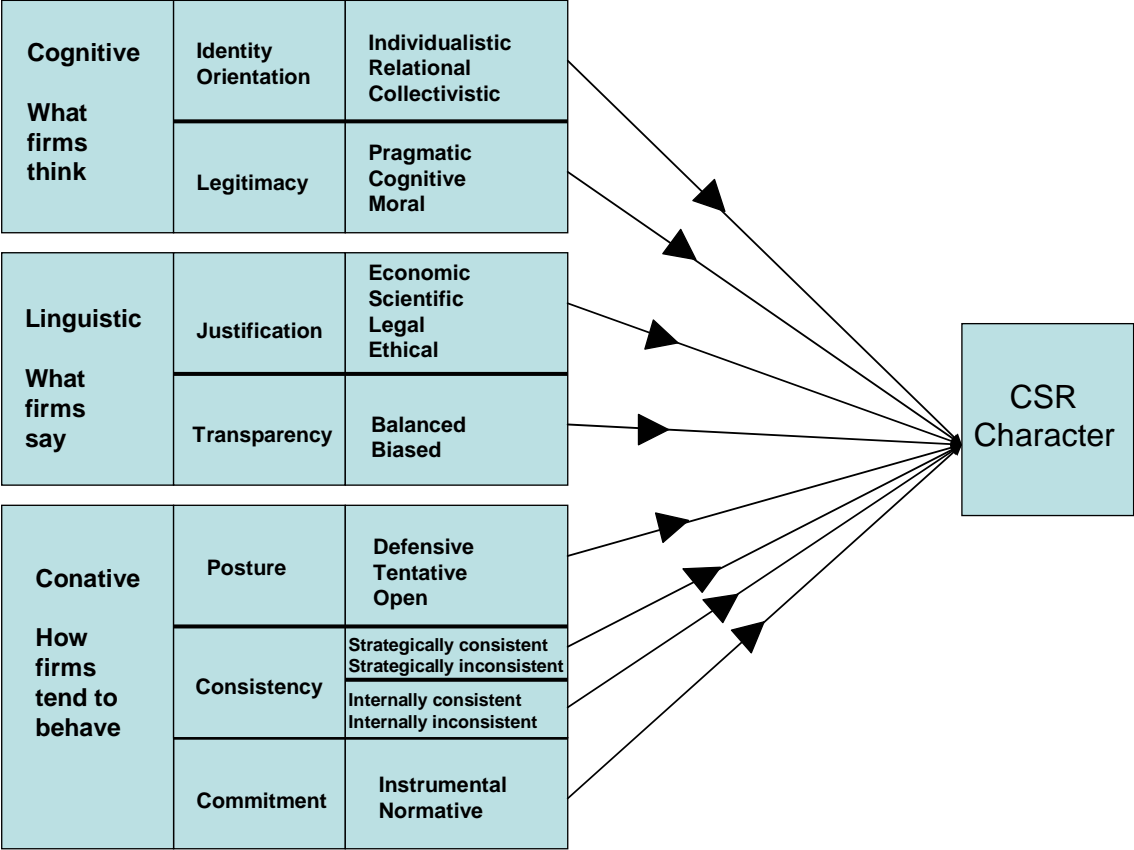 Cognitive
What
firms
think
Identity
Orientation
Individualistic
Relational
Collectivistic
Legitimacy
Pragmatic
Cognitive
Moral
Linguistic
What
firms
say
Justification
Economic
Scientific
Legal
Ethical
Transparency
Balanced
Biased
Conative
How
firms
tend to
behave
Posture
Defensive
Tentative
Open
Consistency
Strategically consistent
Strategically inconsistent
Internally consistent
Internally inconsistent
Commitment
Instrumental
Normative
CSR
Character